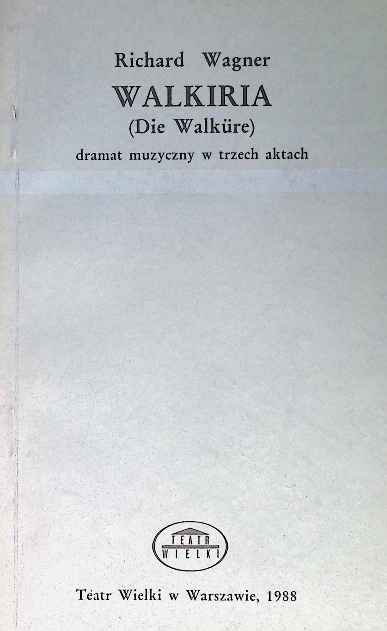 Richard Wagner
WALKIRIA
(Die Walküre)
dramat muzyczny w trzech aktach
TEATR
WIELKI
Teatr Wielki w Warszawie, 1988